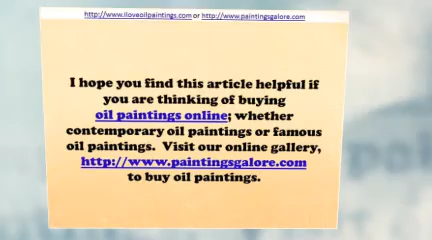 http://www.iloveoilpaintings.com or http://www.paintingsgalore.com
I hope you find this article helpful if
you are thinking of buying
oil paintings online; whether
contemporary oil paintings or famous
oil paintings. Visit our online gallery,
http://www.paintingsgalore.com
to buy oil paintings.